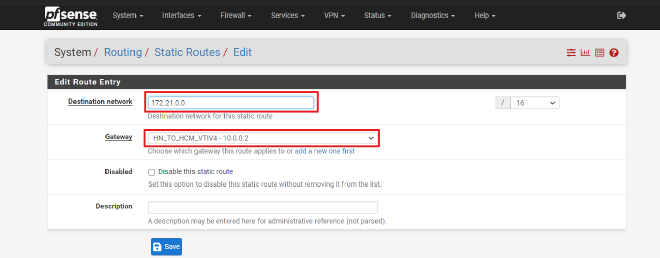 pfsense System Interfaces Firewall Services VPN Status Diagnostics Help
COMMUNITY EDITION
System / Routing / Static Routes / Edit
Edit Route Entry
Destination network 172.21.0.0 / 16
Destination network for this static route
Gateway HN_TO_HCM_VTIV4 - 10.0.0.2
Choose which gateway this route applies to or add a new one first
Disabled Disable this static route
Set this option to disable this static route without removing it from the list.
Description
A description may be entered here for administrative reference (not parsed).
Save